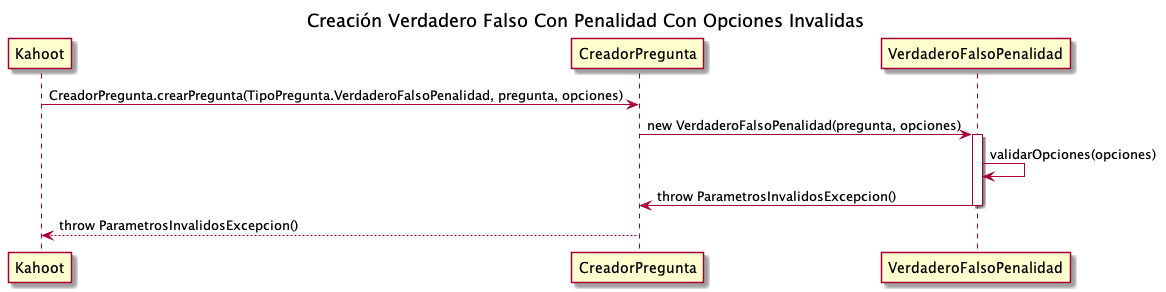 Creación Verdadero Falso Con Penalidad Con Opciones Invalidas
Kahoot
CreadorPregunta
VerdaderoFalsoPenalidad
CreadorPregunta.crearPregunta(TipoPregunta.VerdaderoFalsoPenalidad, pregunta, opciones)
new VerdaderoFalsoPenalidad(pregunta, opciones)
validarOpciones(opciones)
throw ParametrosInvalidosExcepcion()
throw ParametrosInvalidosExcepcion()
Kahoot
CreadorPregunta
VerdaderoFalsoPenalidad